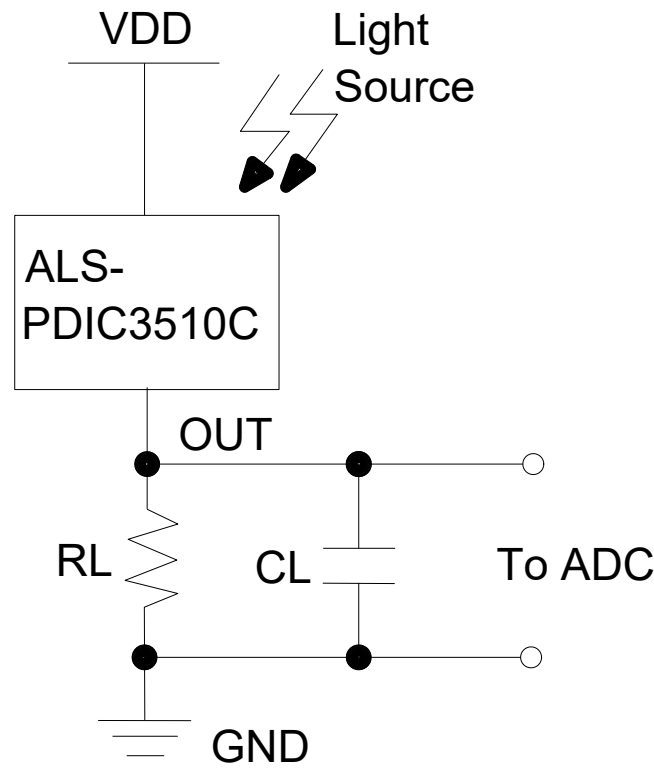 VDD
Light
Source
ALS-
PDIC3510C
OUT
RL
CL
To ADC
GND